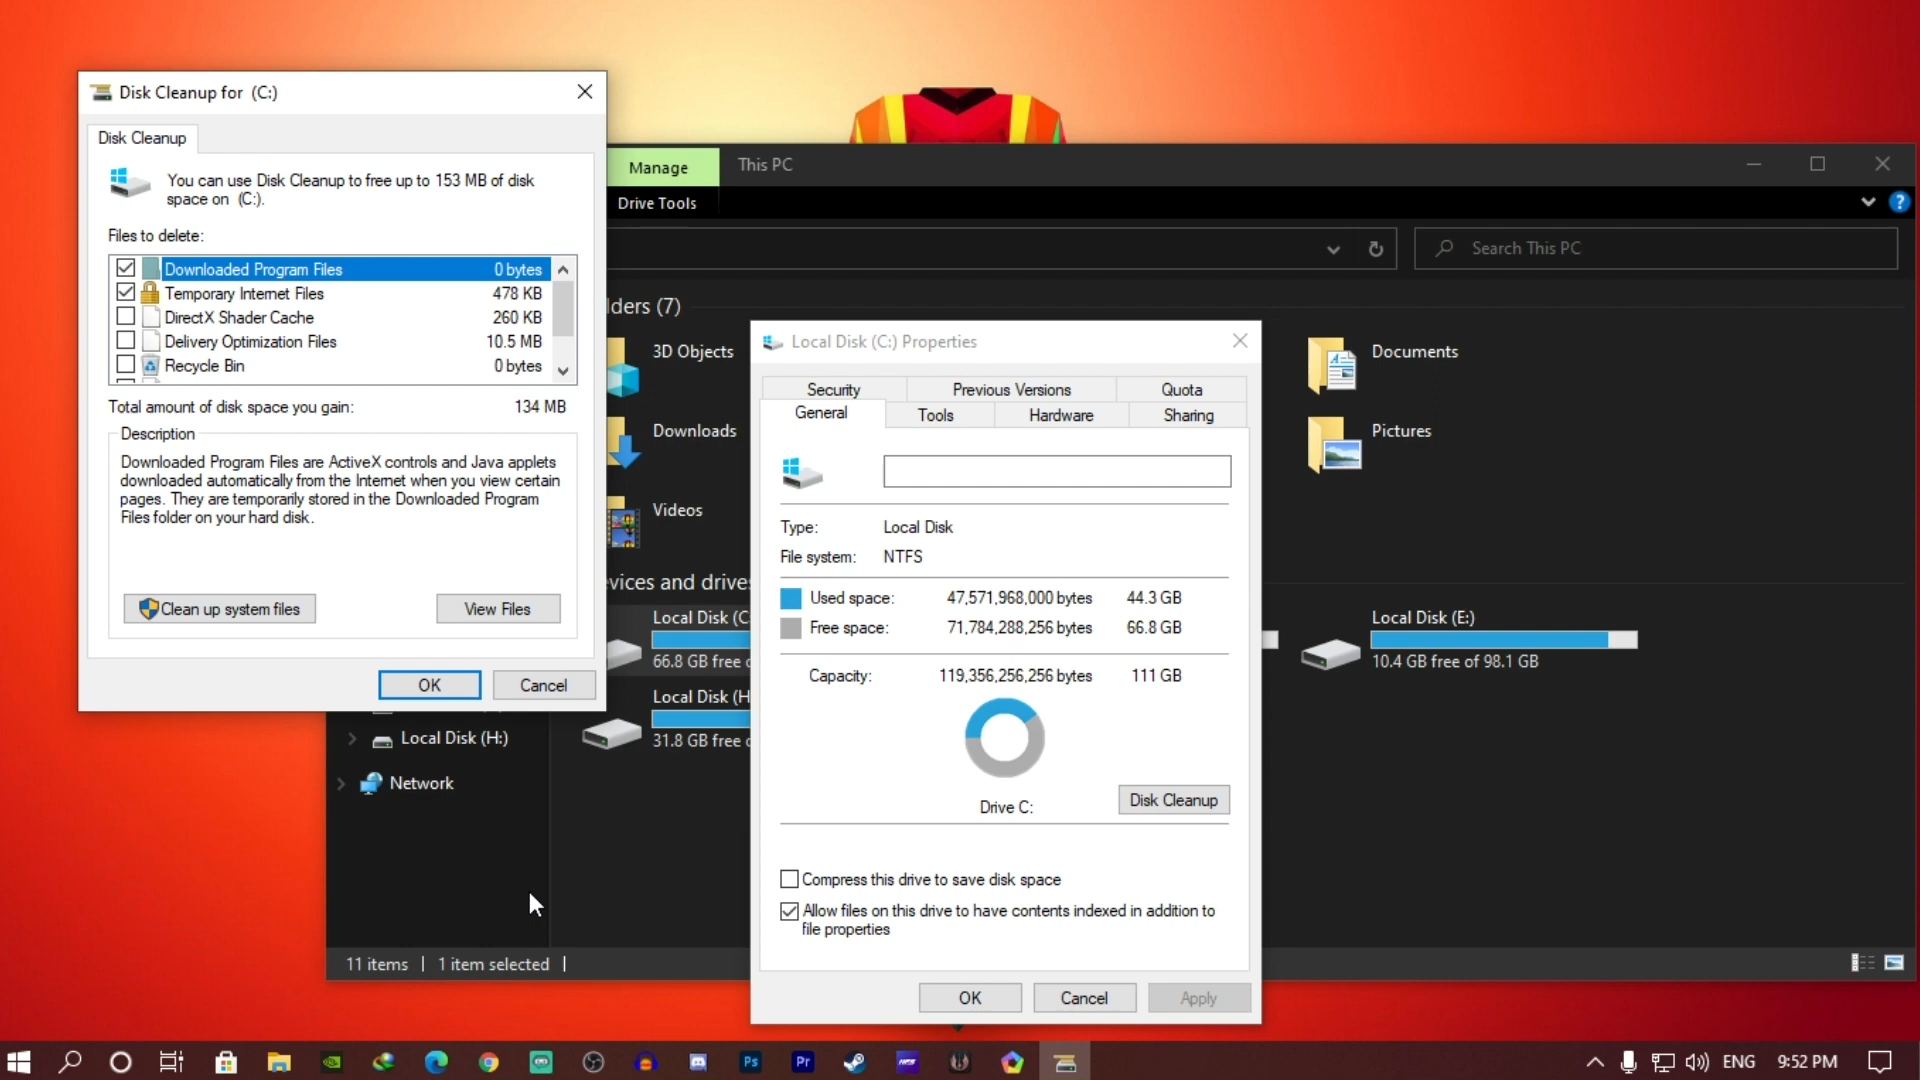 Disk Cleanup for  (C:)
Disk Cleanup
You can use Disk Cleanup to free up to 153 MB of disk
space on  (C:).
Files to delete:
Downloaded Program Files 0 bytes
Temporary Internet Files 478 KB
DirectX Shader Cache 260 KB
Delivery Optimization Files 10.5 MB
Recycle Bin 0 bytes
Total amount of disk space you gain: 134 MB
Description
Downloaded Program Files are ActiveX controls and Java applets
downloaded automatically from the Internet when you view certain
pages. They are temporarily stored in the Downloaded Program
Files folder on your hard disk.
Clean up system files View Files
OK Cancel
Manage This PC
Drive Tools
Search This PC
lders (7)
3D Objects
Downloads
Videos
Documents
Pictures
vices and drive
Local Disk (C
66.8 GB free
Local Disk (H
31.8 GB free
Local Disk (E:)
10.4 GB free of 98.1 GB
Local Disk (H:)
Network
11 items 1 item selected
Local Disk (C:) Properties
Security Previous Versions Quota
General Tools Hardware Sharing
Type: Local Disk
File system: NTFS
Used space: 47,571,968,000 bytes 44.3 GB
Free space: 71,784,288,256 bytes 66.8 GB
Capacity: 119,356,256,256 bytes 111 GB
Drive C:
Disk Cleanup
Compress this drive to save disk space
Allow files on this drive to have contents indexed in addition to
file properties
OK Cancel Apply
Ps Pr
ENG 9:52 PM